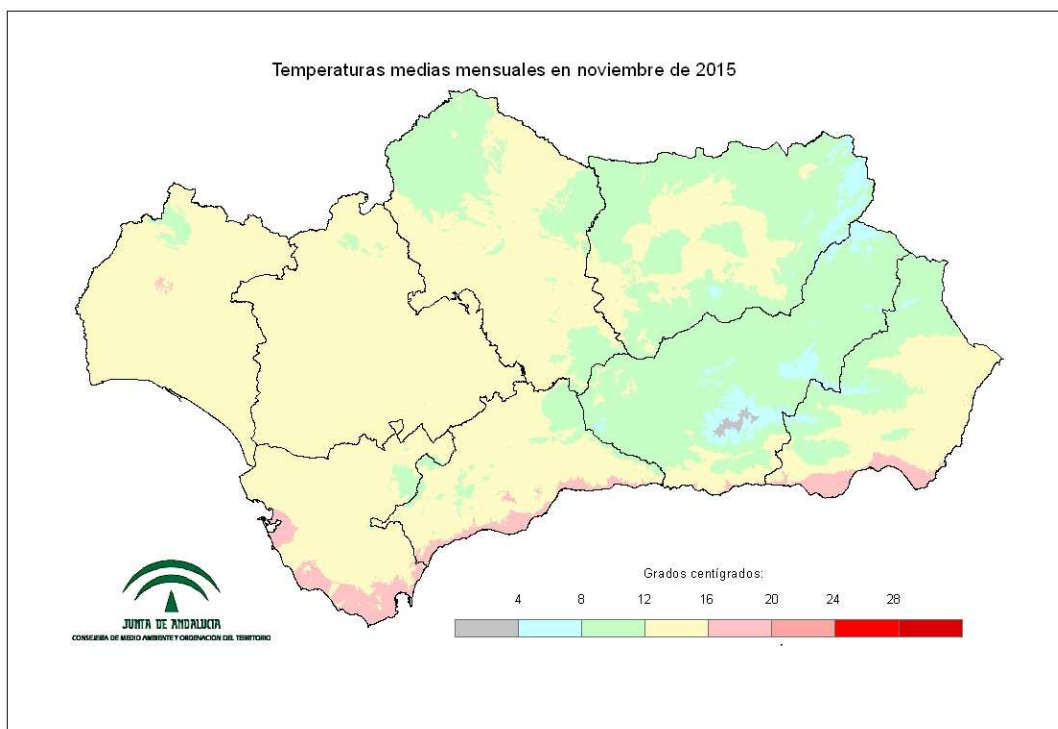 Temperaturas medias mensuales en noviembre de 2015
Grados centígrados:
4 8 12 16 20 24 28
JUNTA DE ANDALUCIA
CONSEJERÍA DE MEDIO AMBIENTE Y ORDENACIÓN DEL TERRITORIO